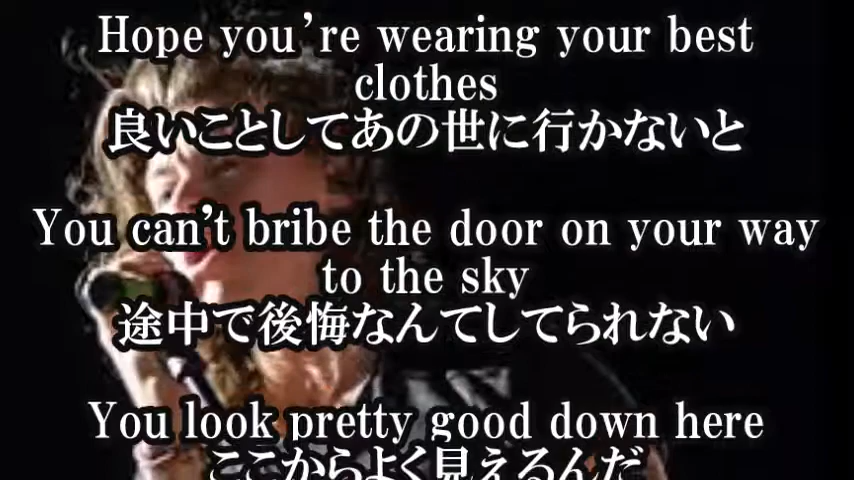 Hope you're wearing your best
clothes
良いことしてあの世に行かないと
You can't bribe the door on your way
to the sky
途中で後悔なんてしてられない
You look pretty good down here
ここからよく見えるんだ